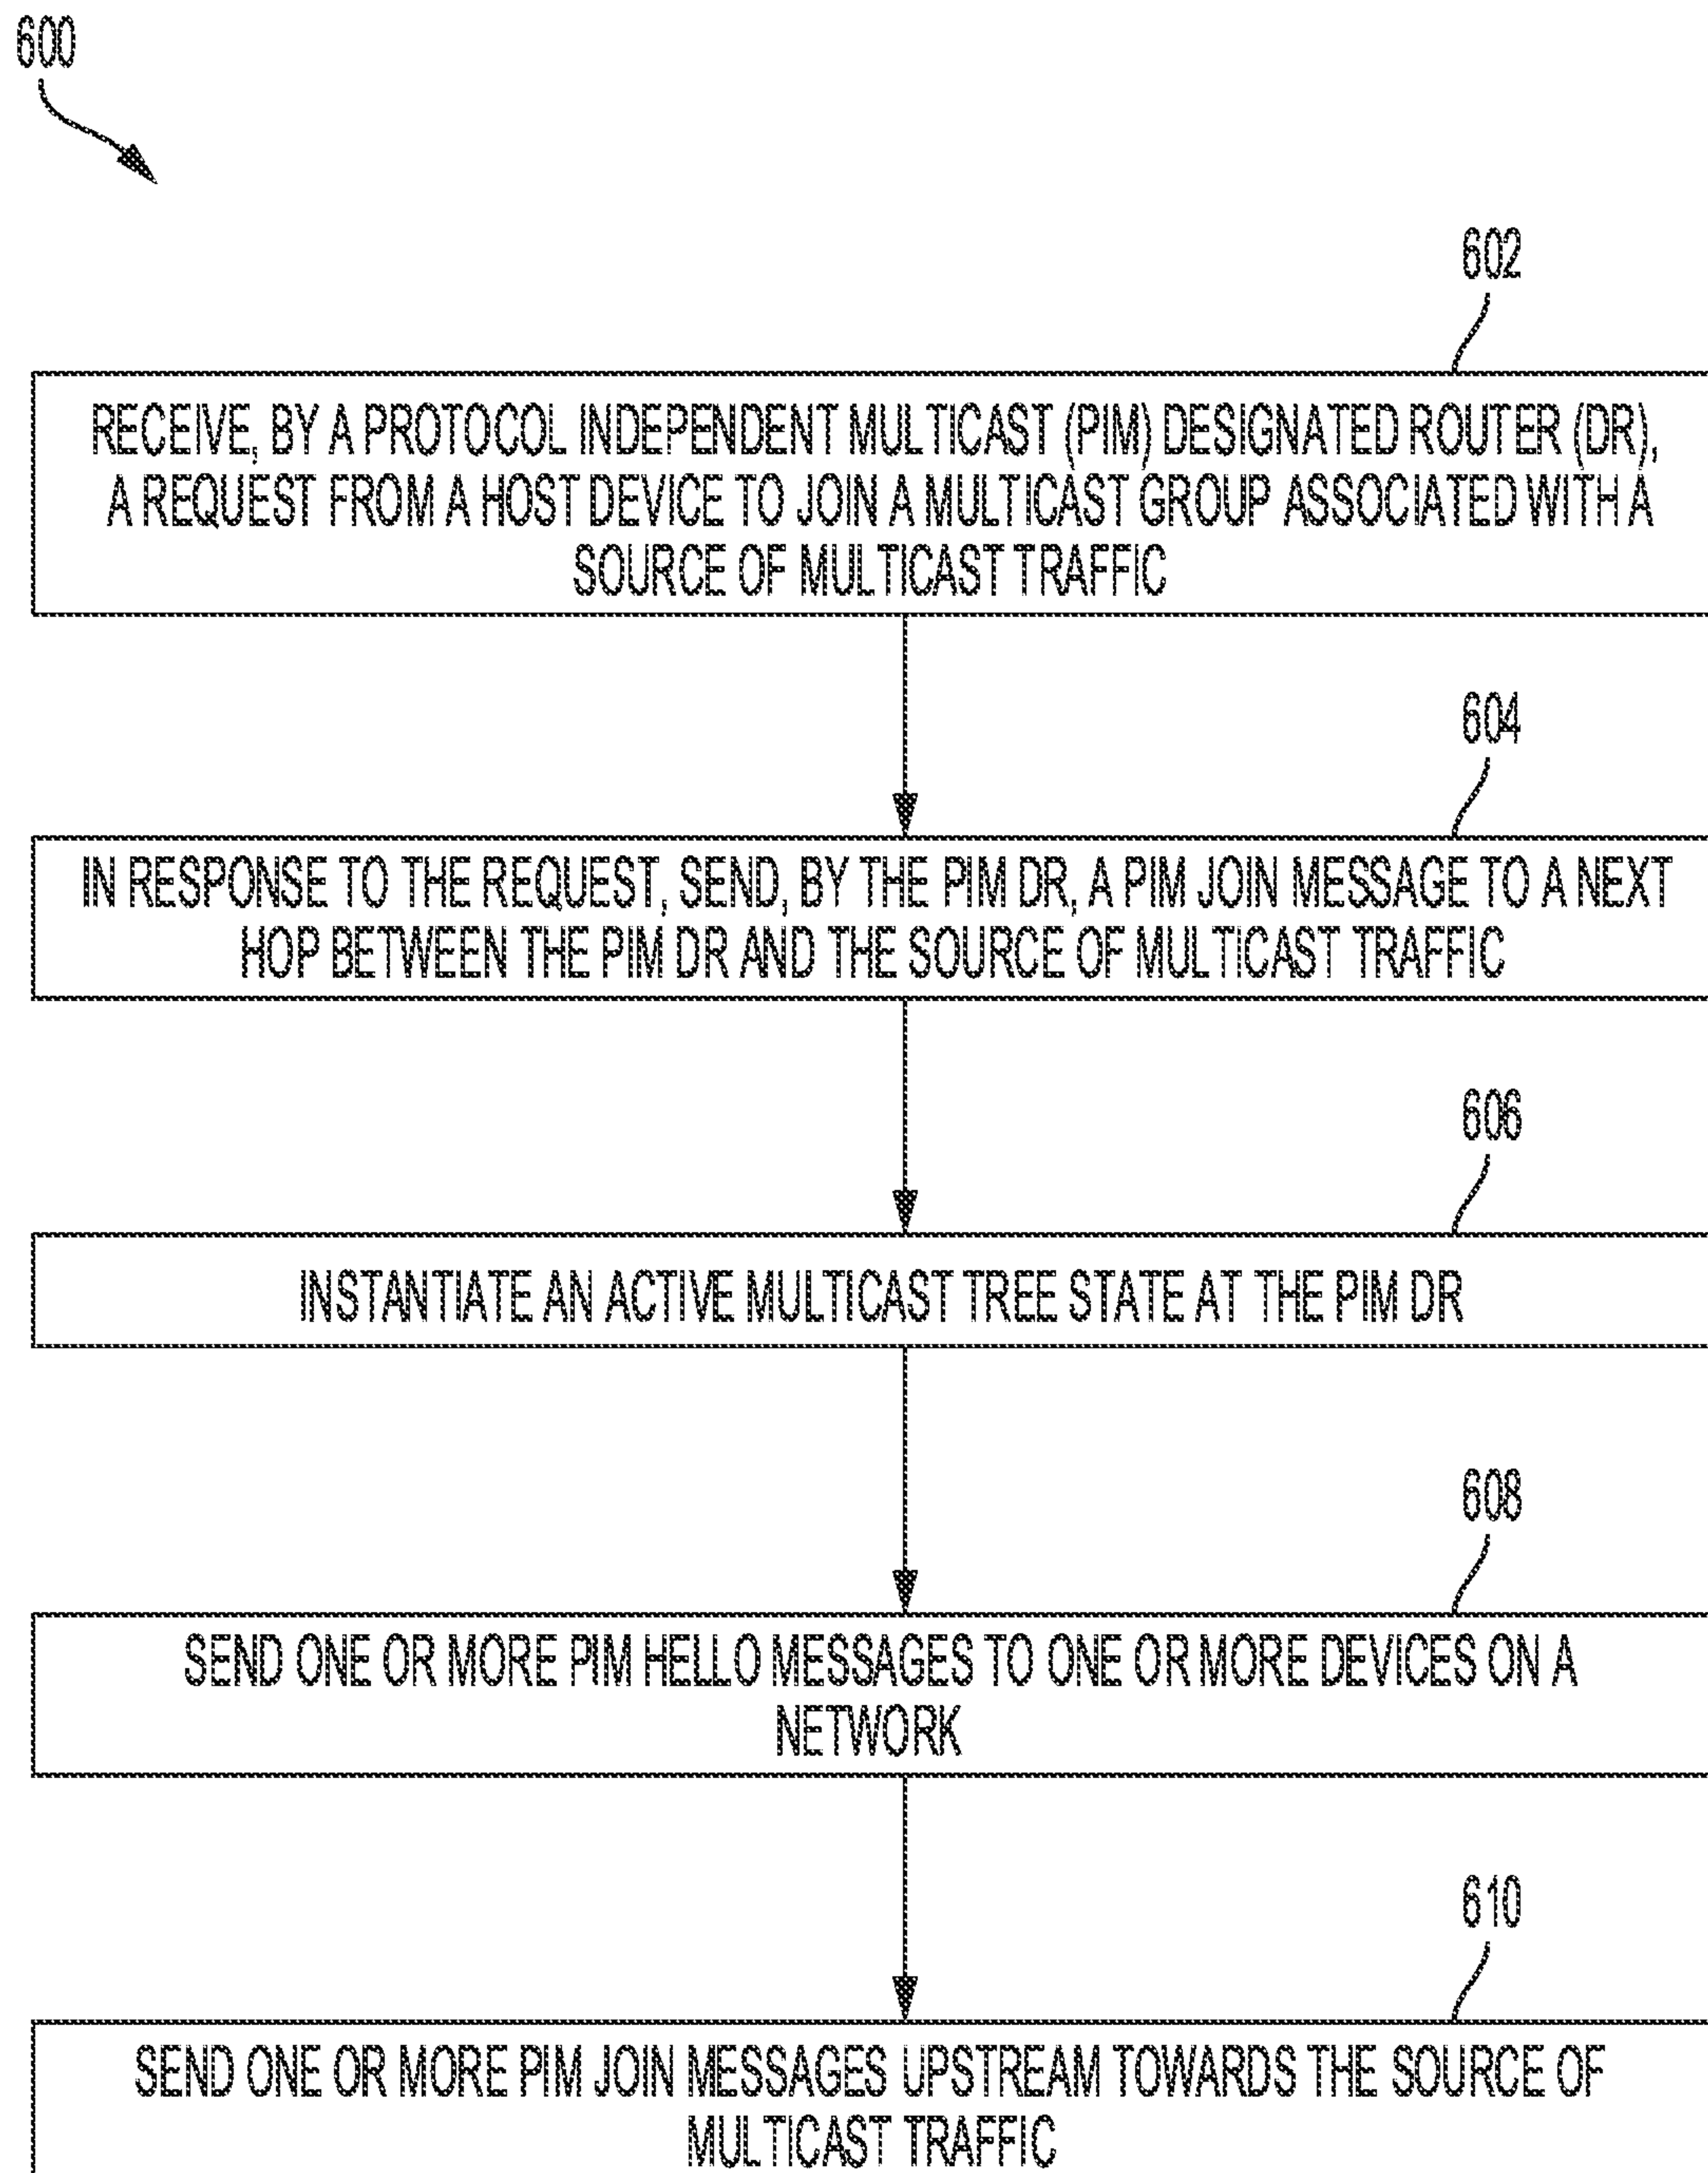 600
602
RECEIVE, BY A PROTOCOL INDEPENDENT MULTICAST (PIM) DESIGNATED ROUTER (DR),
A REQUEST FROM A HOST DEVICE TO JOIN A MULTICAST GROUP ASSOCIATED WITH A
SOURCE OF MULTICAST TRAFFIC
604
IN RESPONSE TO THE REQUEST, SEND, BY THE PIM DR, A PIM JOIN MESSAGE TO A NEXT
HOP BETWEEN THE PIM DR AND THE SOURCE OF MULTICAST TRAFFIC
606
INSTANTIATE AN ACTIVE MULTICAST TREE STATE AT THE PIM DR
608
SEND ONE OR MORE PIM HELLO MESSAGES TO ONE OR MORE DEVICES ON A
NETWORK
610
SEND ONE OR MORE PIM JOIN MESSAGES UPSTREAM TOWARDS THE SOURCE OF
MULTICAST TRAFFIC